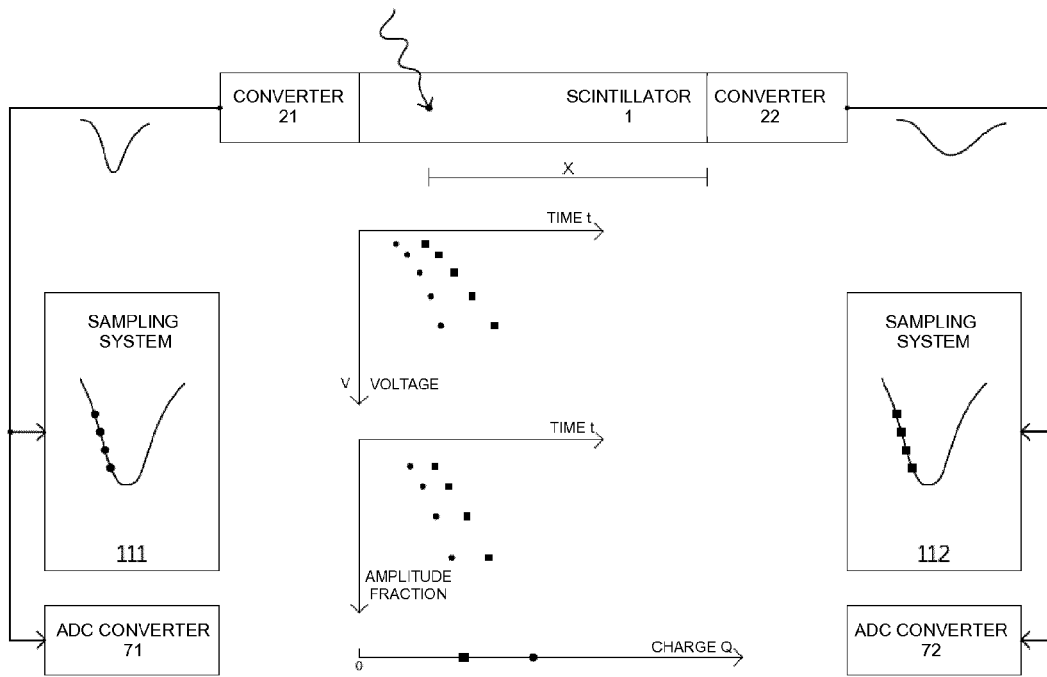 CONVERTER
21
SCINTILLATOR
1
CONVERTER
22
X
TIME t
V VOLTAGE
SAMPLING
SYSTEM
111
SAMPLING
SYSTEM
112
TIME t
AMPLITUDE
FRACTION
ADC CONVERTER
71
0
CHARGE Q
ADC CONVERTER
72